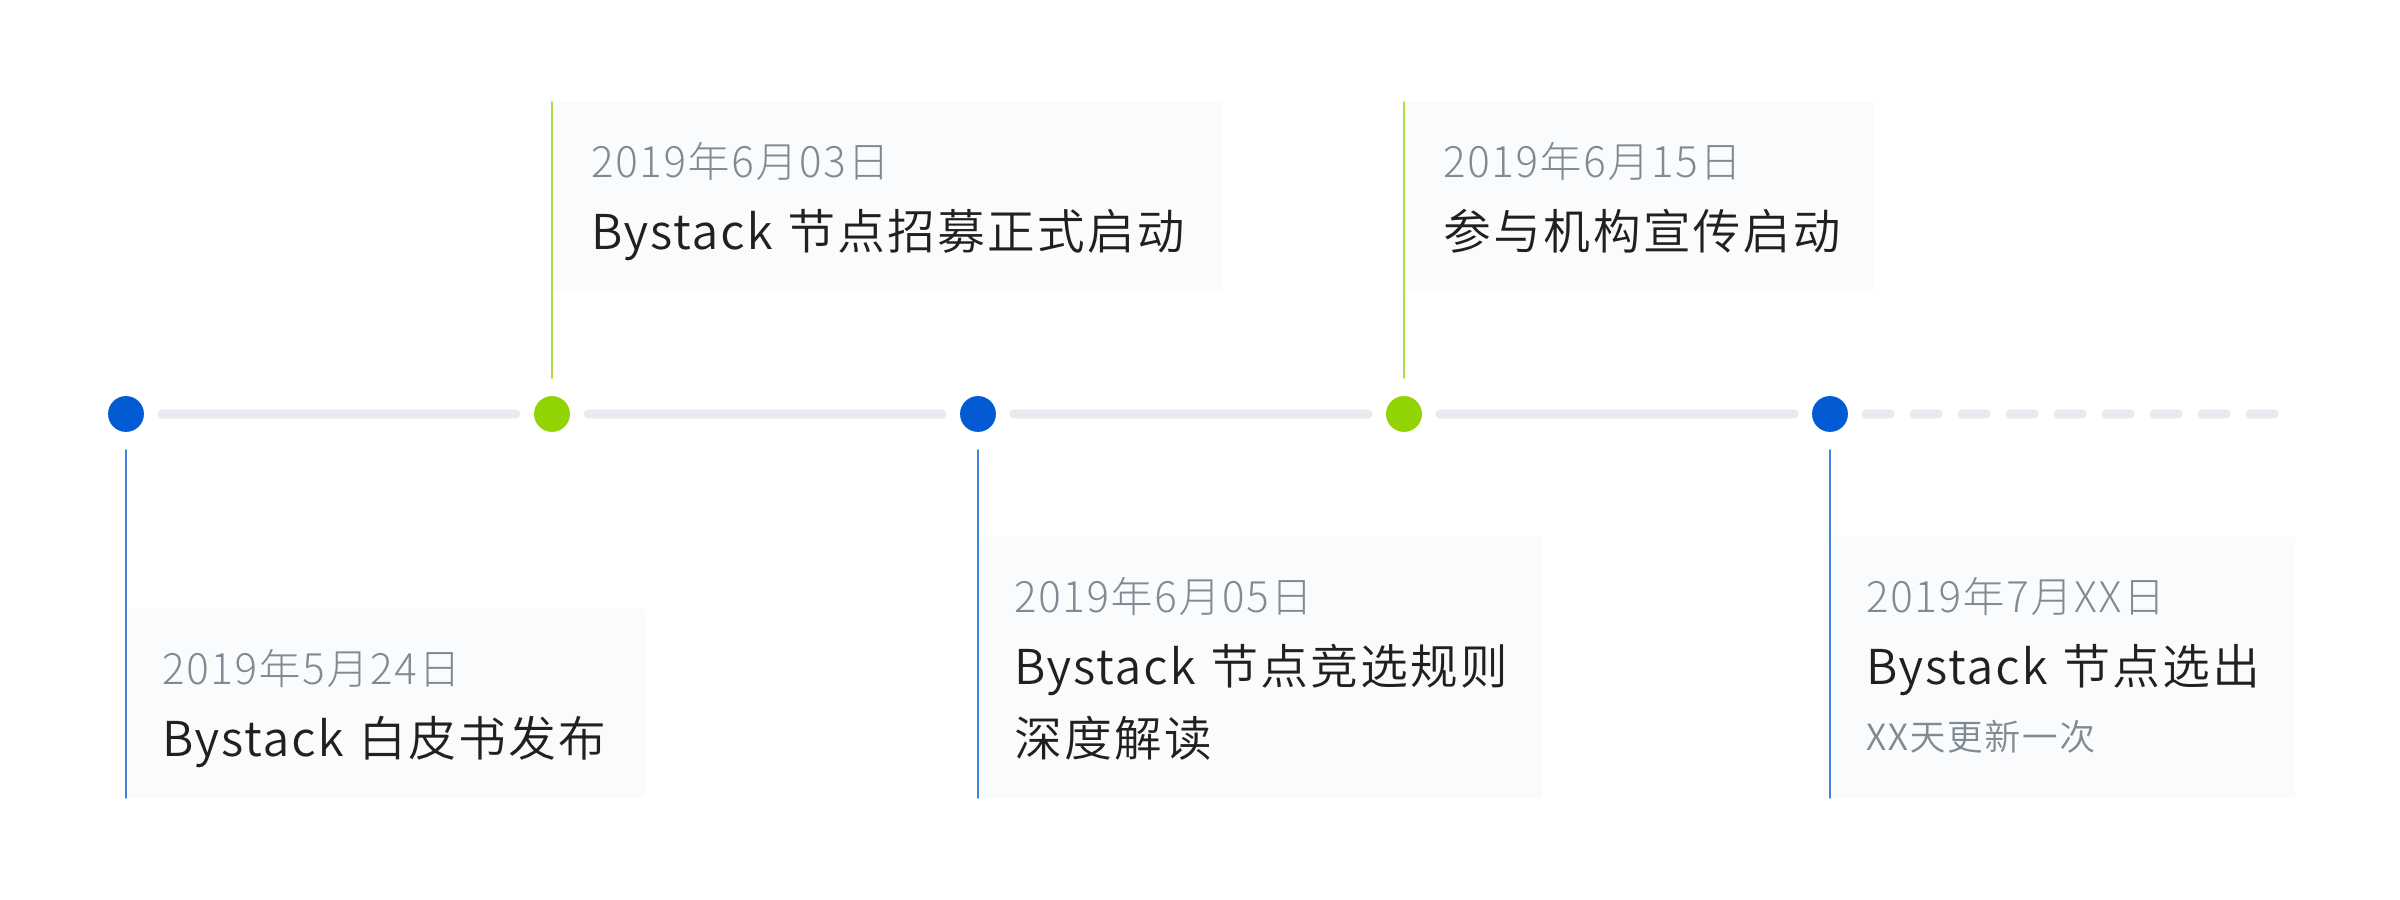 2019年6月03日
Bystack 节点招募正式启动
2019年6月15日
参与机构宣传启动
2019年5月24日
Bystack 白皮书发布
2019年6月05日
Bystack 节点竞选规则
深度解读
2019年7月XX日
Bystack 节点选出
XX天更新一次